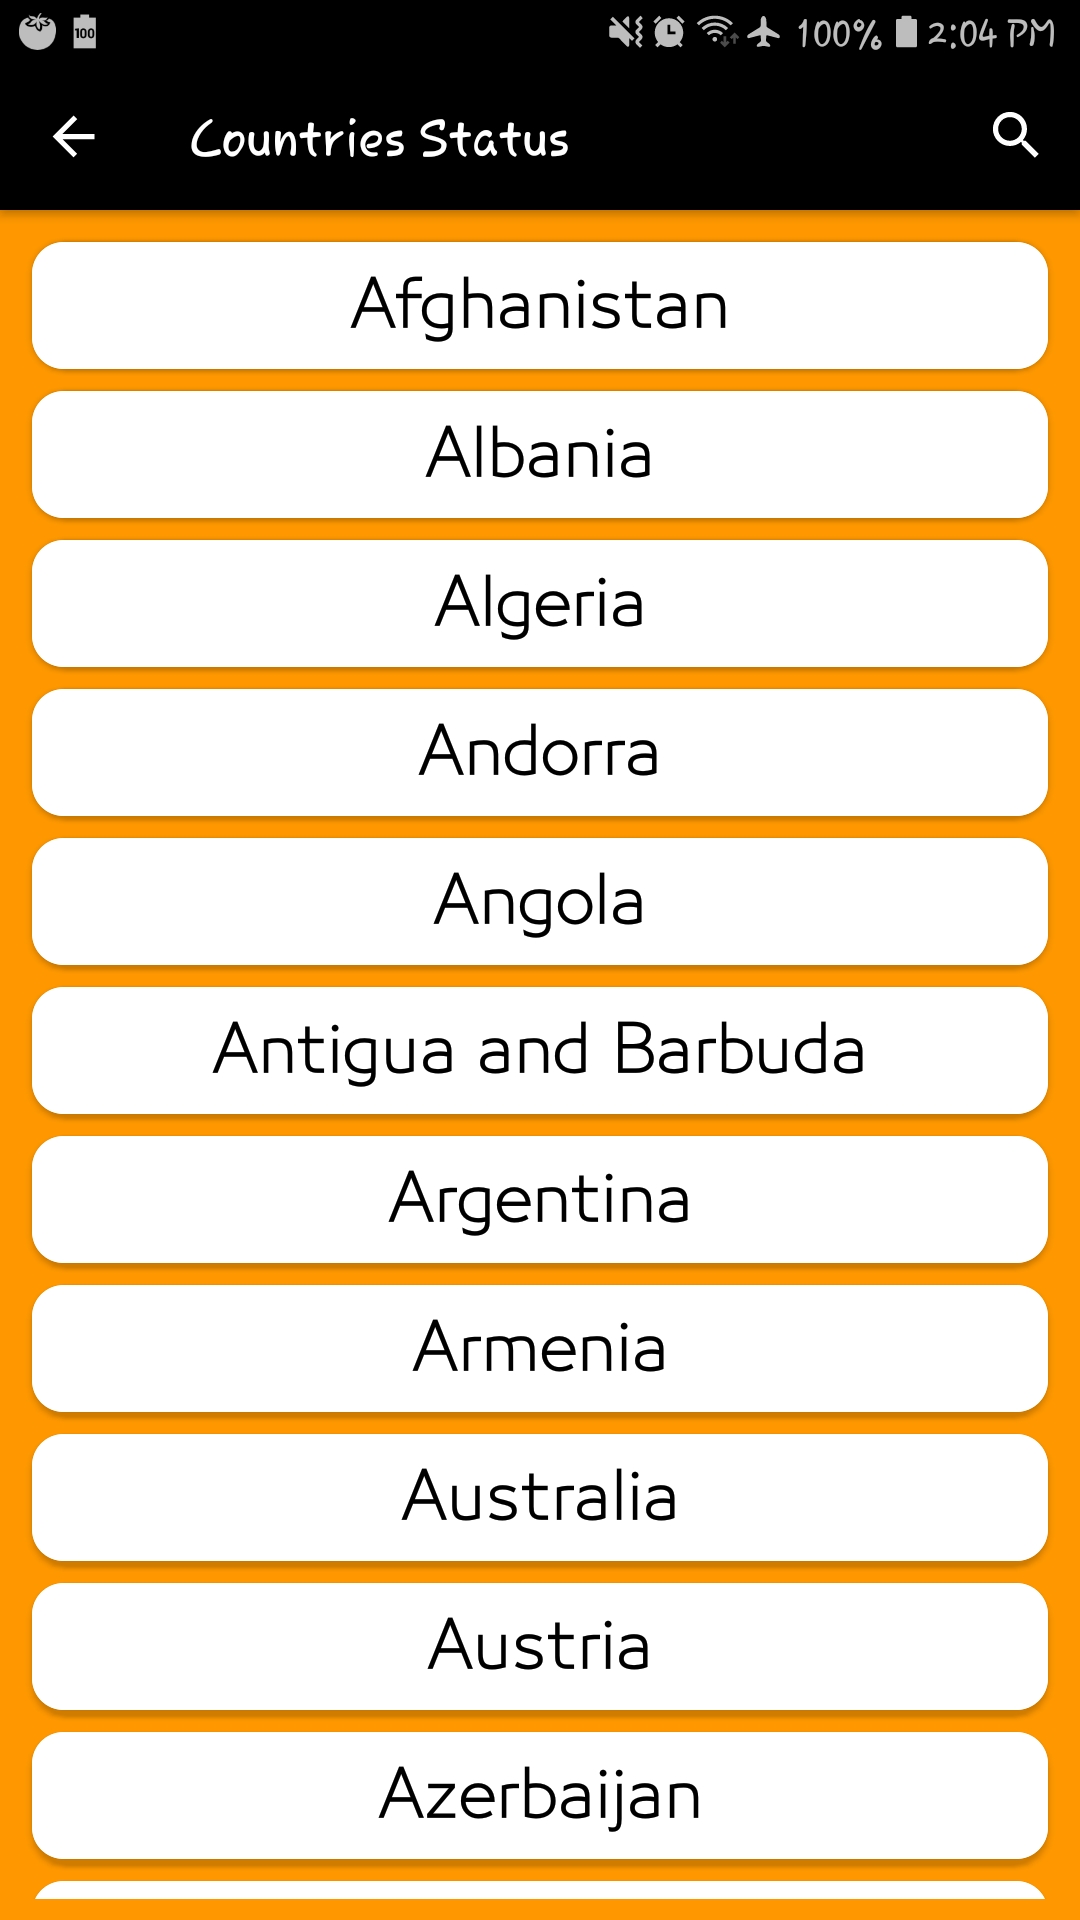 100
100% 2:04 PM
Countries Status
Afghanistan
Albania
Algeria
Andorra
Angola
Antigua and Barbuda
Argentina
Armenia
Australia
Austria
Azerbaijan